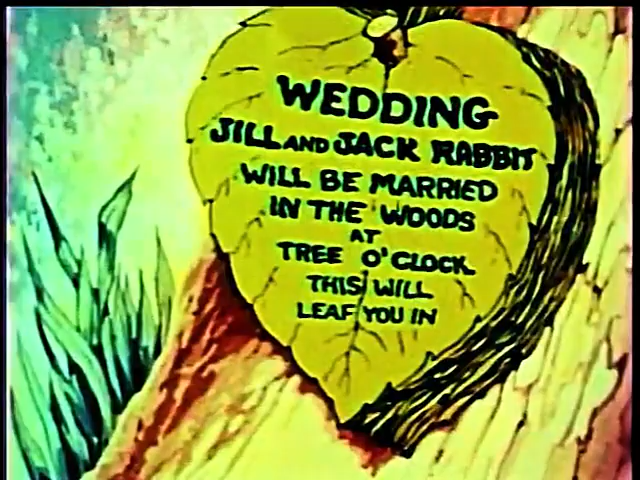 WEDDING
JILL AND JACK RABBIT
WILL BE MARRIED
IN THE WOODS
AT
TREE O'CLOCK
THIS WILL
LEAF YOU IN